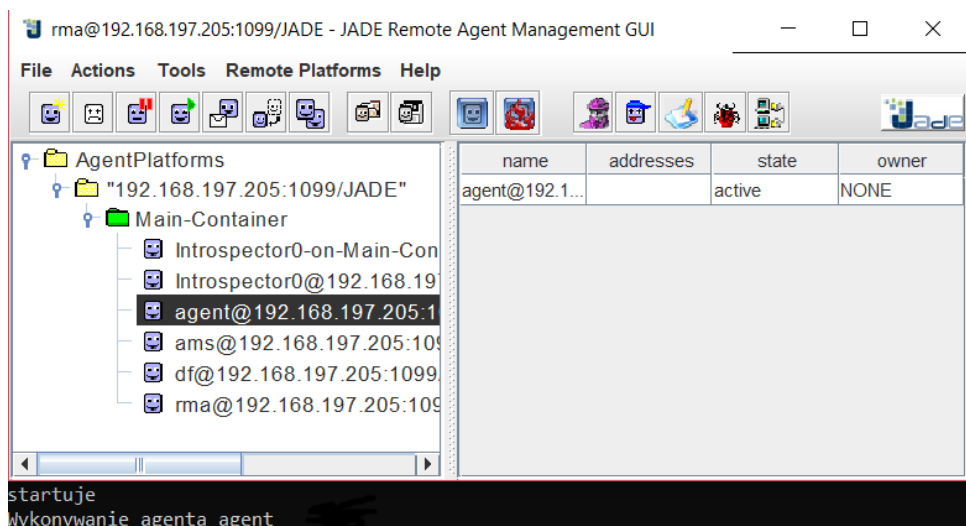 rma@192.168.197.205:1099/JADE - JADE Remote Agent Management GUI
File Actions Tools Remote Platforms Help
Jade
AgentPlatforms
"192.168.197.205:1099/JADE"
Main-Container
Introspector0-on-Main-Con
Introspector0@192.168.19
agent@192.168.197.205:1
ams@192.168.197.205:109
df@192.168.197.205:1099.
rma@192.168.197.205:109
name addresses state owner
agent@192.1... active NONE
startuje
Wykonywanie agenta agent